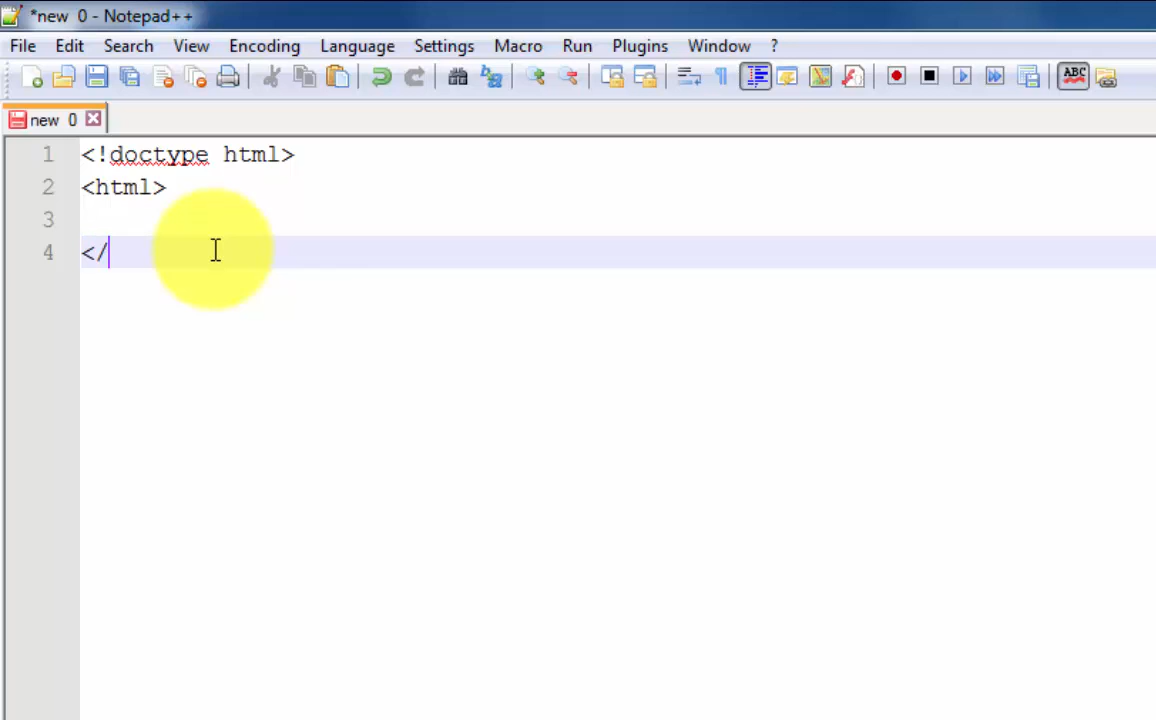 *new 0 - Notepad++
File Edit Search View Encoding Language Settings Macro Run Plugins Window ?
ABC
new 0
1 <!doctype html>
2 <html>
3
4 </